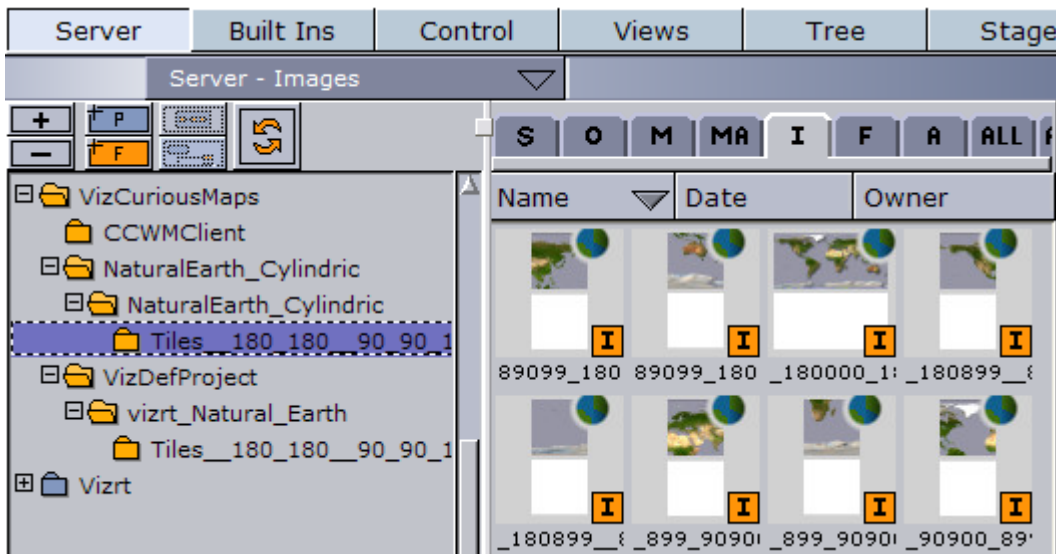 Server Built Ins Control Views Tree Stage
Server - Images
+ P
- F
S O M MA I F A ALL
Name Date Owner
VizCuriousMaps
CCWMClient
NaturalEarth_Cylindric
NaturalEarth_Cylindric
Tiles__180_180__90_90_1
VizDefProject
vizrt_Natural_Earth
Tiles__180_180__90_90_1
Vizrt
I I I I
89099_180 89099_180 _180000_1 _180899__
I I I I
_180899__ _899_9090 _899_9090 _90900_89